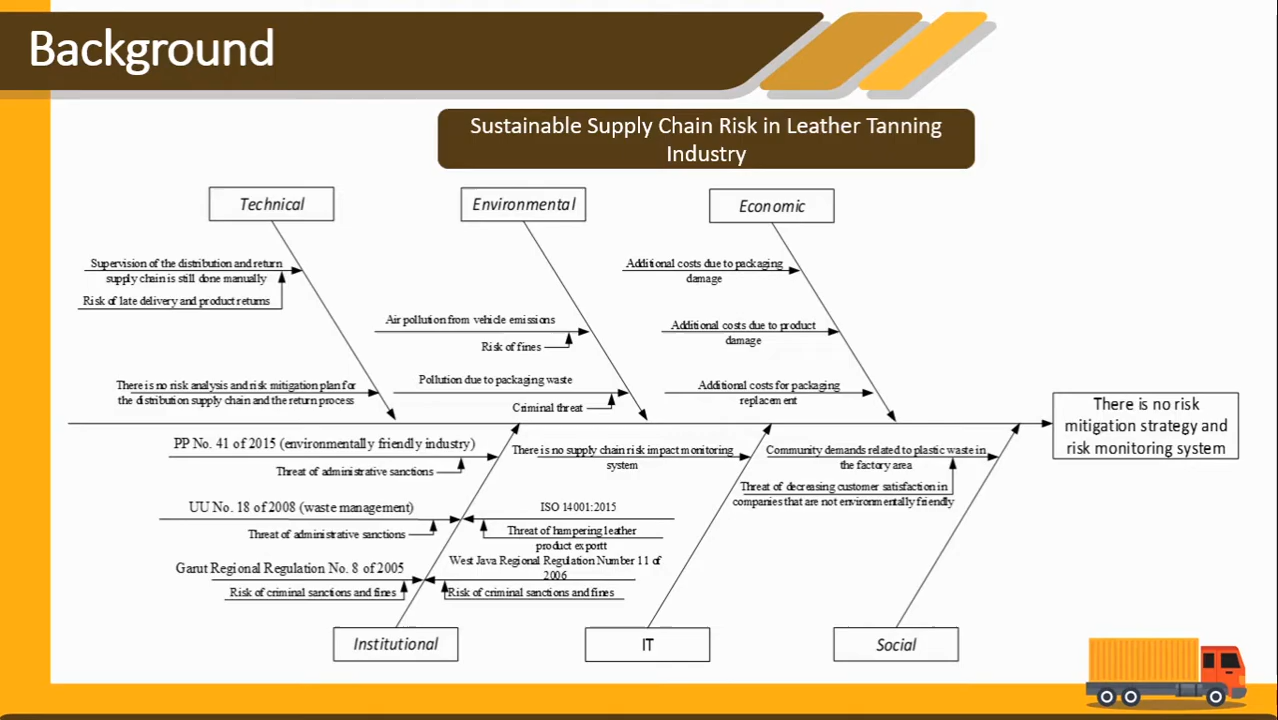 Background
Sustainable Supply Chain Risk in Leather Tanning
Industry
Technical
Supervision of the distribution and return
supply chain is still done manually
Risk of late delivery and product returns
There is no risk analysis and risk mitigation plan for
the distribution supply chain and the return process
Environmental
Air pollution from vehicle emissions
Risk of fines
Pollution due to packaging waste
Criminal threat
Economic
Additional costs due to packaging
damage
Additional costs due to product
damage
Additional costs for packaging
replacement
There is no risk
mitigation strategy and
risk monitoring system
PP No. 41 of 2015 (environmentally friendly industry)
Threat of administrative sanctions
UU No. 18 of 2008 (waste management)
Threat of administrative sanctions
Garut Regional Regulation No. 8 of 2005
Risk of criminal sanctions and fines
ISO 14001:2015
Threat of hampering leather
product exportt
West Java Regional Regulation Number 11 of
2006
Risk of criminal sanctions and fines
Institutional
There is no supply chain risk impact monitoring
system
IT
Community demands related to plastic waste in
the factory area
Threat of decreasing customer satisfaction in
companies that are not environmentally friendly
Social